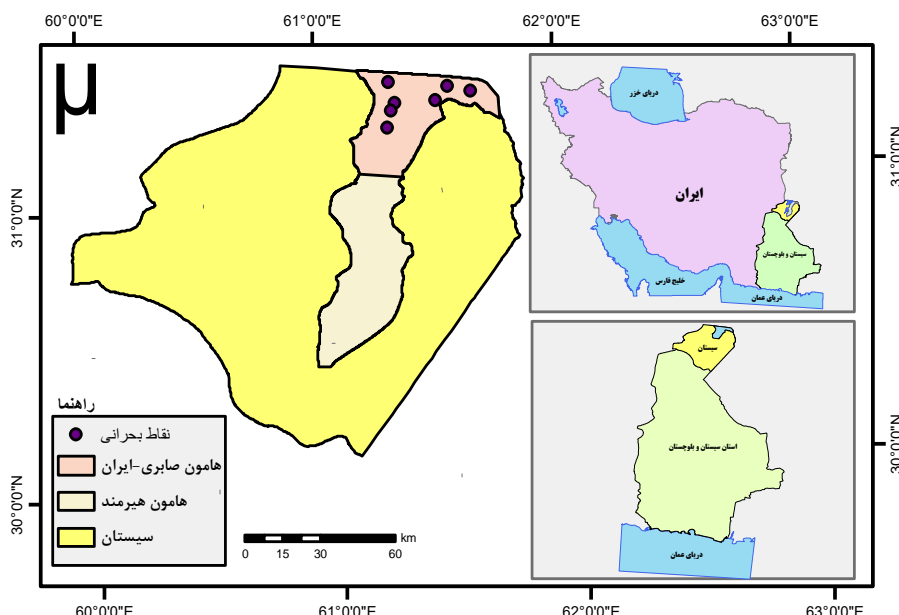 60°0'0"E 61°0'0"E 62°0'0"E 63°0'0"E
µ
31°0'0"N
30°0'0"N
31°0'0"N
30°0'0"N
راهنما
نقاط بحرانی
هامون صابری-ایران
هامون هیرمند
سیستان
km
0 15 30 60
دریای خزر
ایران
سیستان و بلوچستان
خلیج فارس
دریای عمان
سیستان
استان سیستان و بلوچستان
دریای عمان
60°0'0"E 61°0'0"E 62°0'0"E 63°0'0"E